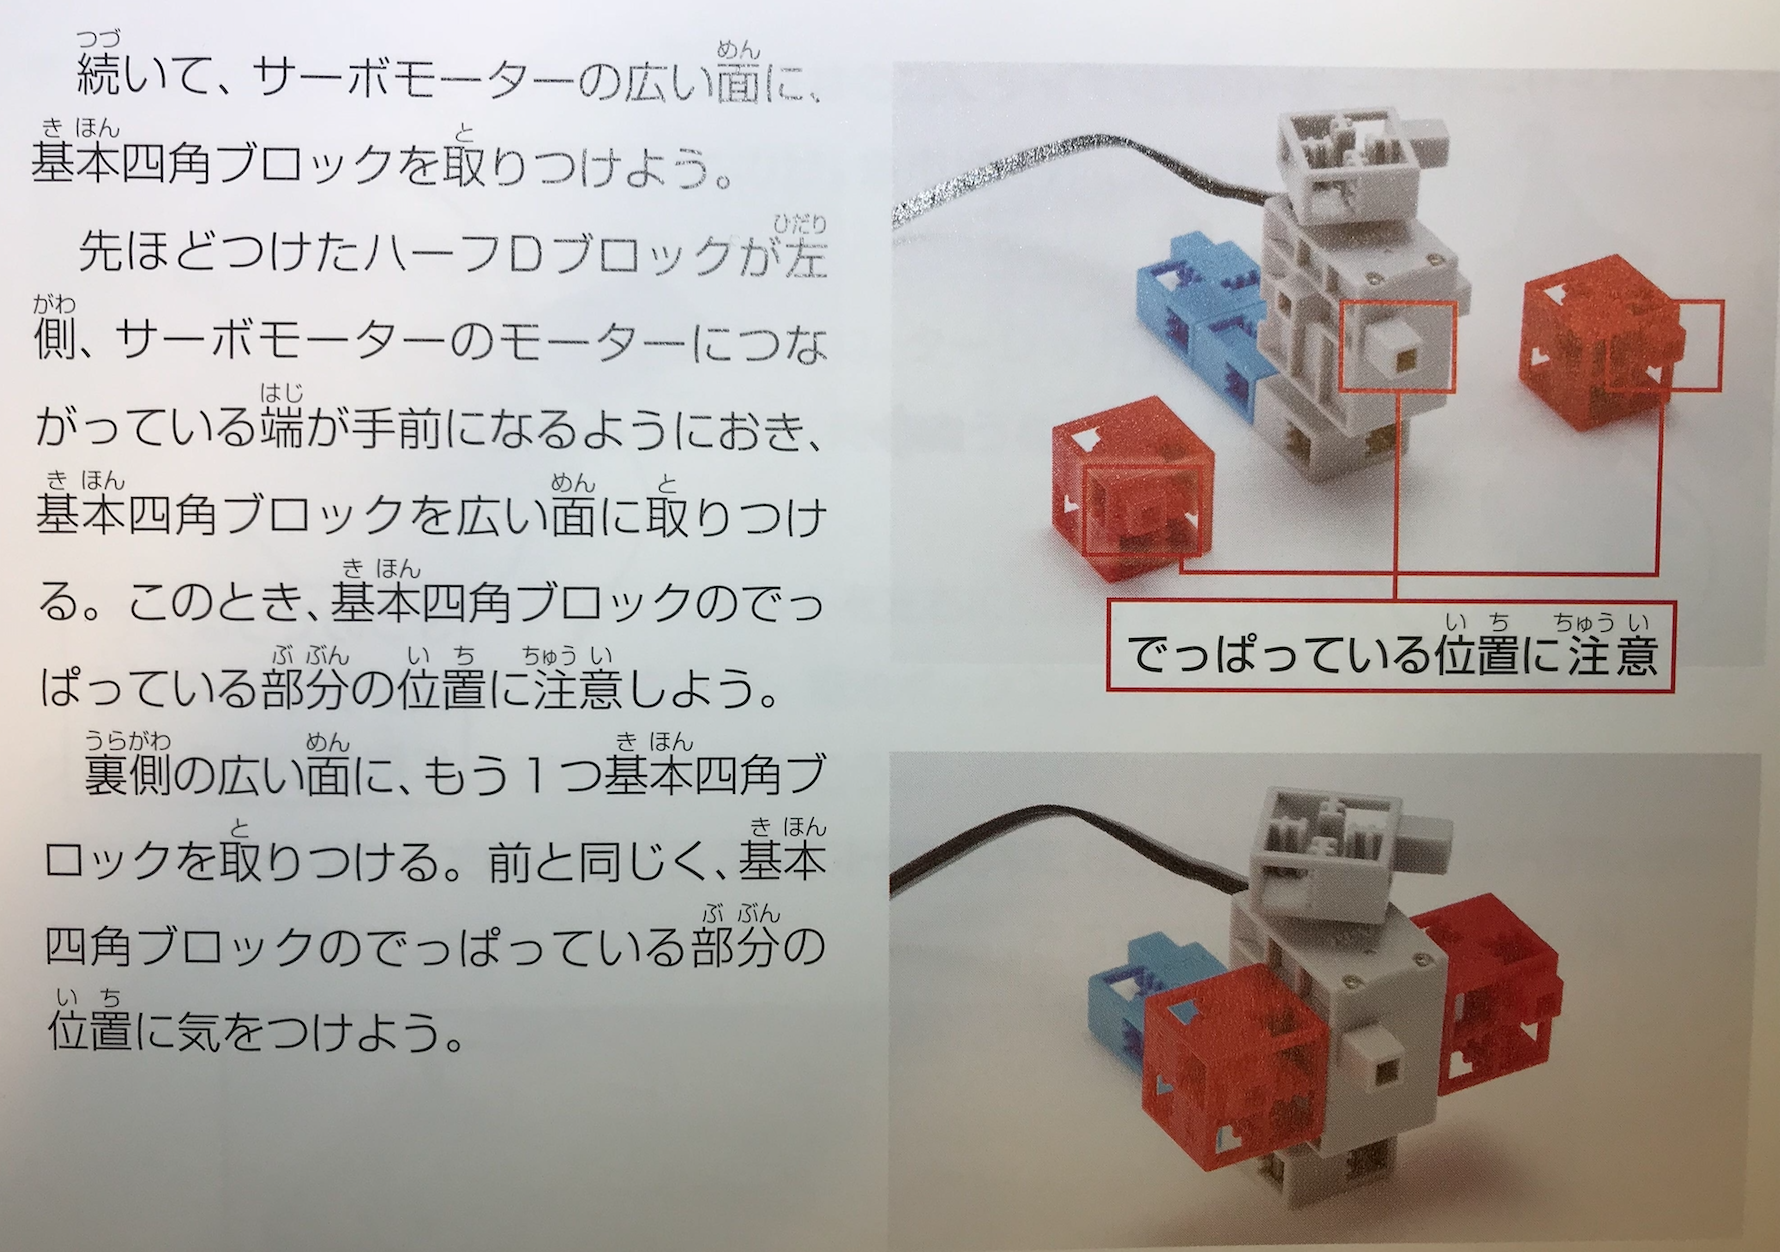 続いて、サーボモーターの広い面に、
基本四角ブロックを取りつけよう。
先ほどつけたハーフDブロックが左
側、サーボモーターのモーターにつな
がっている端が手前になるようにおき、
基本四角ブロックを広い面に取りつけ
る。このとき、基本四角ブロックのでっ
ぱっている部分の位置に注意しよう。
裏側の広い面に、もう1つ基本四角ブ
ロックを取りつける。前と同じく、基本
四角ブロックのでっぱっている部分の
位置に気をつけよう。
でっぱっている位置に注意